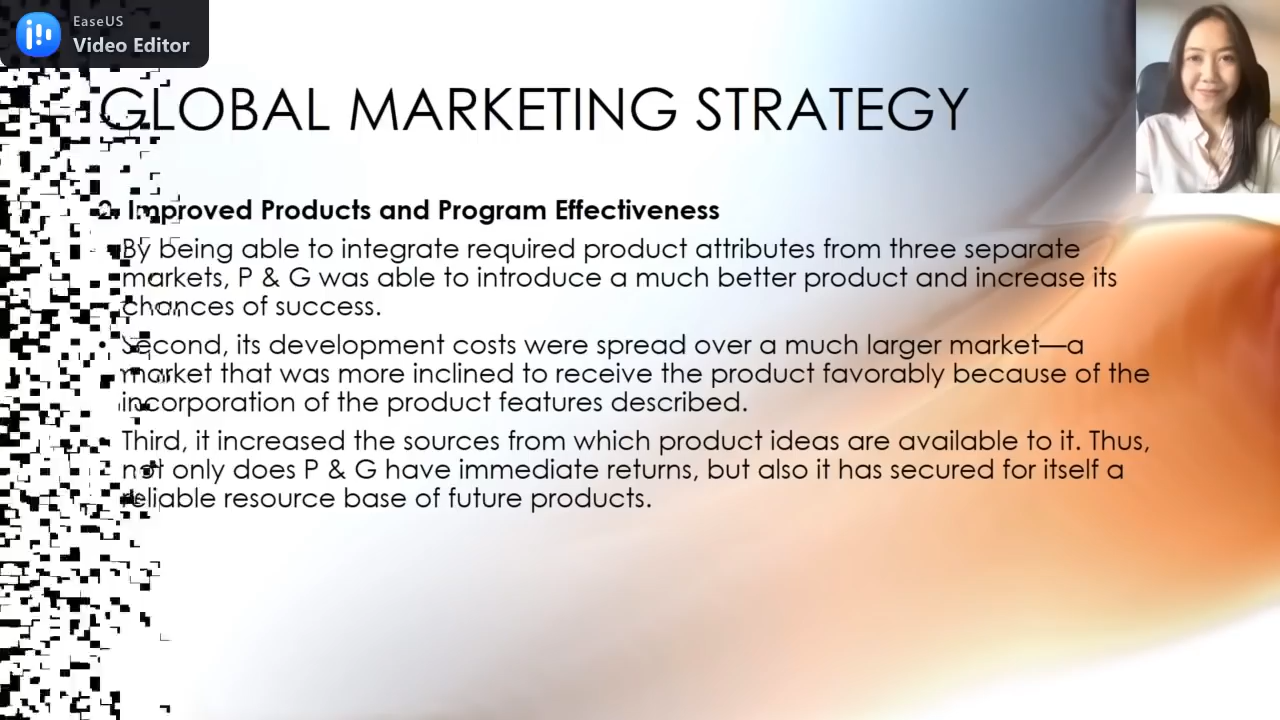 EaseUS
Video Editor
GLOBAL MARKETING STRATEGY
2. Improved Products and Program Effectiveness
By being able to integrate required product attributes from three separate
markets, P & G was able to introduce a much better product and increase its
chances of success.
• Second, its development costs were spread over a much larger market—a
market that was more inclined to receive the product favorably because of the
incorporation of the product features described.
• Third, it increased the sources from which product ideas are available to it. Thus,
not only does P & G have immediate returns, but also it has secured for itself a
reliable resource base of future products.